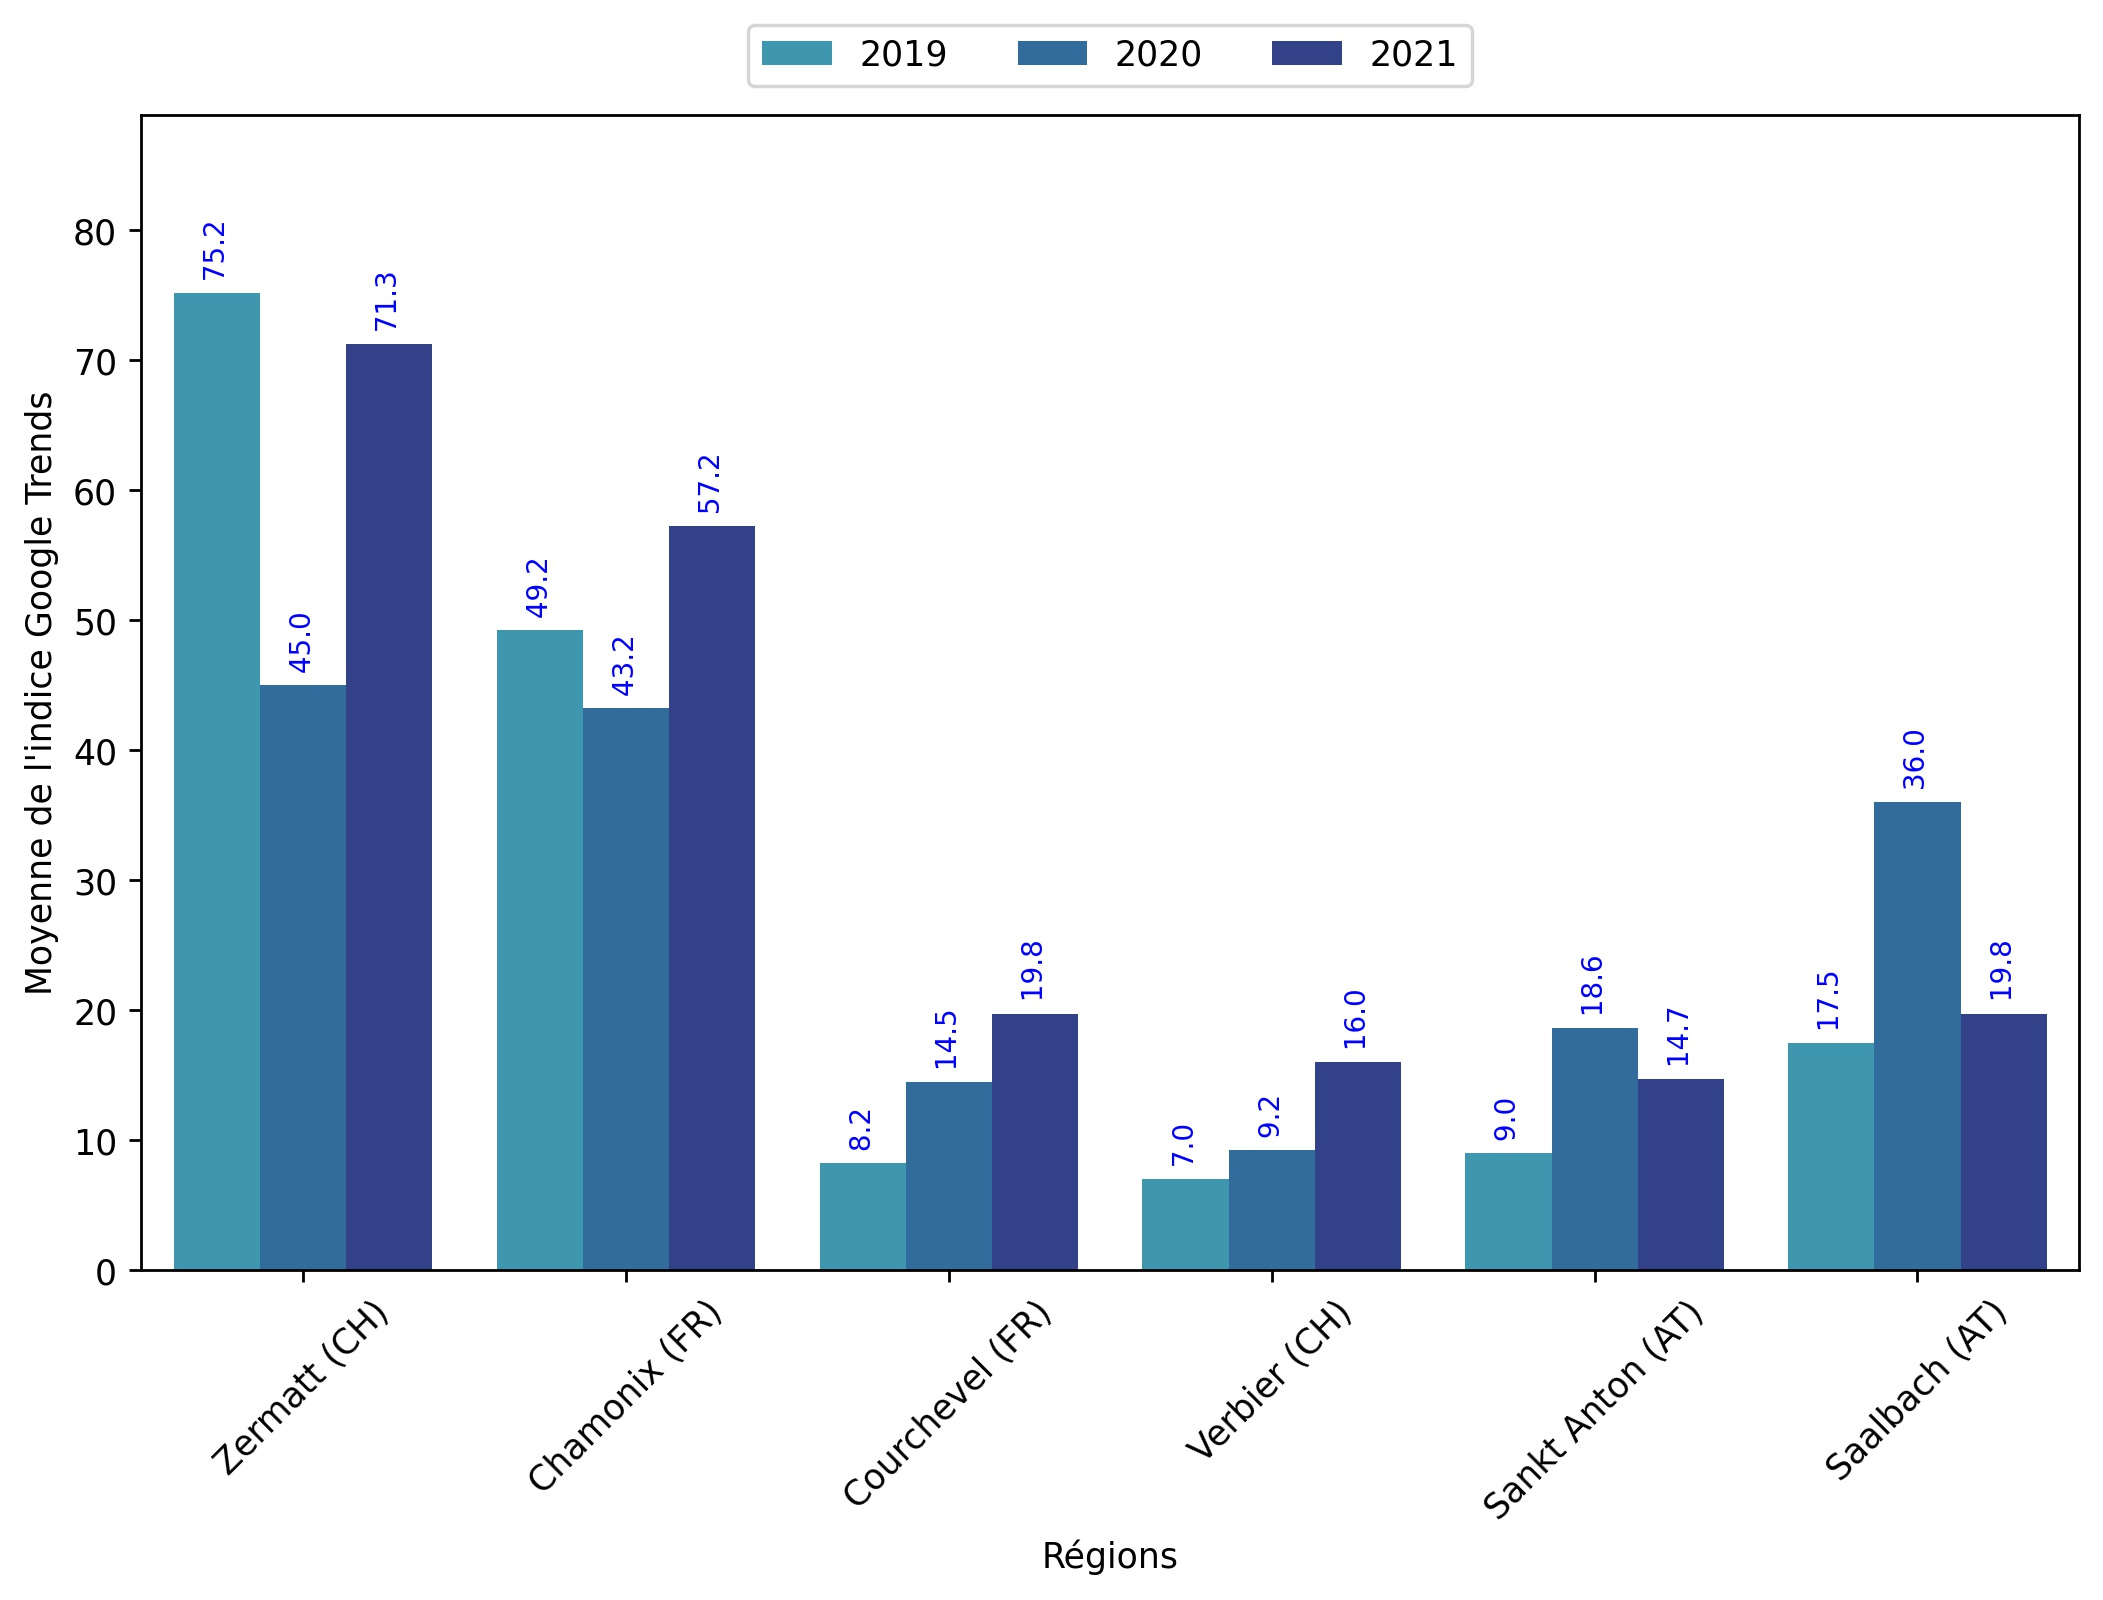 2019 2020 2021
Moyenne de l'indice Google Trends
80
70
60
50
40
30
20
10
0
75.2 45.0 71.3
49.2 43.2 57.2
8.2 14.5 19.8
7.0 9.2 16.0
9.0 18.6 14.7
17.5 36.0 19.8
Zermatt (CH)
Chamonix (FR)
Courchevel (FR)
Verbier (CH)
Sankt Anton (AT)
Saalbach (AT)
Régions